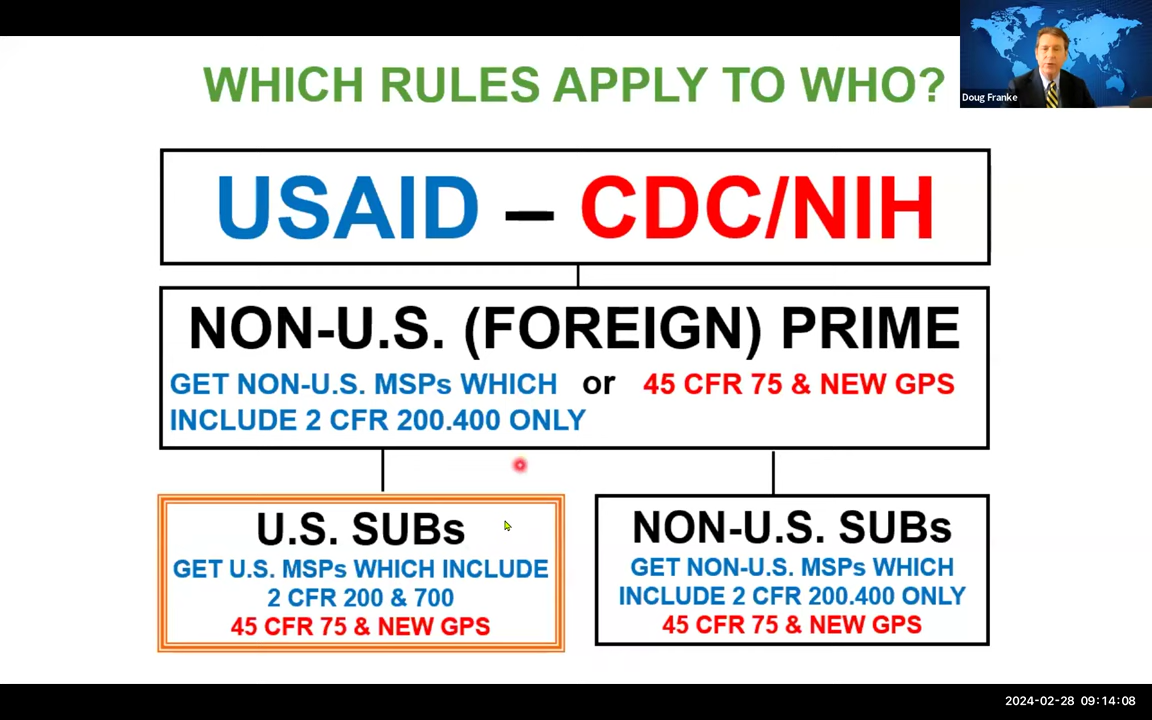 WHICH RULES APPLY TO WHO?
Doug Franke
USAID – CDC/NIH
NON-U.S. (FOREIGN) PRIME
GET NON-U.S. MSPs WHICH or 45 CFR 75 & NEW GPS
INCLUDE 2 CFR 200.400 ONLY
U.S. SUBs
GET U.S. MSPs WHICH INCLUDE
2 CFR 200 & 700
45 CFR 75 & NEW GPS
NON-U.S. SUBs
GET NON-U.S. MSPs WHICH
INCLUDE 2 CFR 200.400 ONLY
45 CFR 75 & NEW GPS
2024-02-28 09:14:08